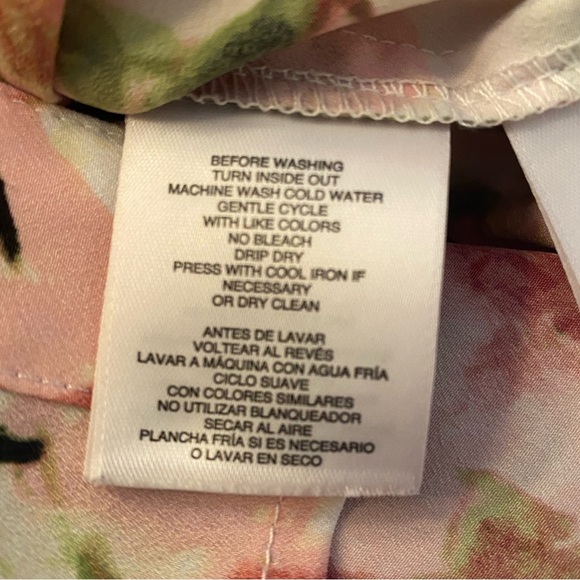 BEFORE WASHING
TURN INSIDE OUT
MACHINE WASH COLD WATER
GENTLE CYCLE
WITH LIKE COLORS
NO BLEACH
DRIP DRY
PRESS WITH COOL IRON IF
NECESSARY
OR DRY CLEAN
ANTES DE LAVAR
VOLTEAR AL REVÉS
LAVAR A MÁQUINA CON AGUA FRÍA
CICLO SUAVE
CON COLORES SIMILARES
NO UTILIZAR BLANQUEADOR
SECAR AL AIRE
PLANCHA FRÍA SI ES NECESARIO
O LAVAR EN SECO